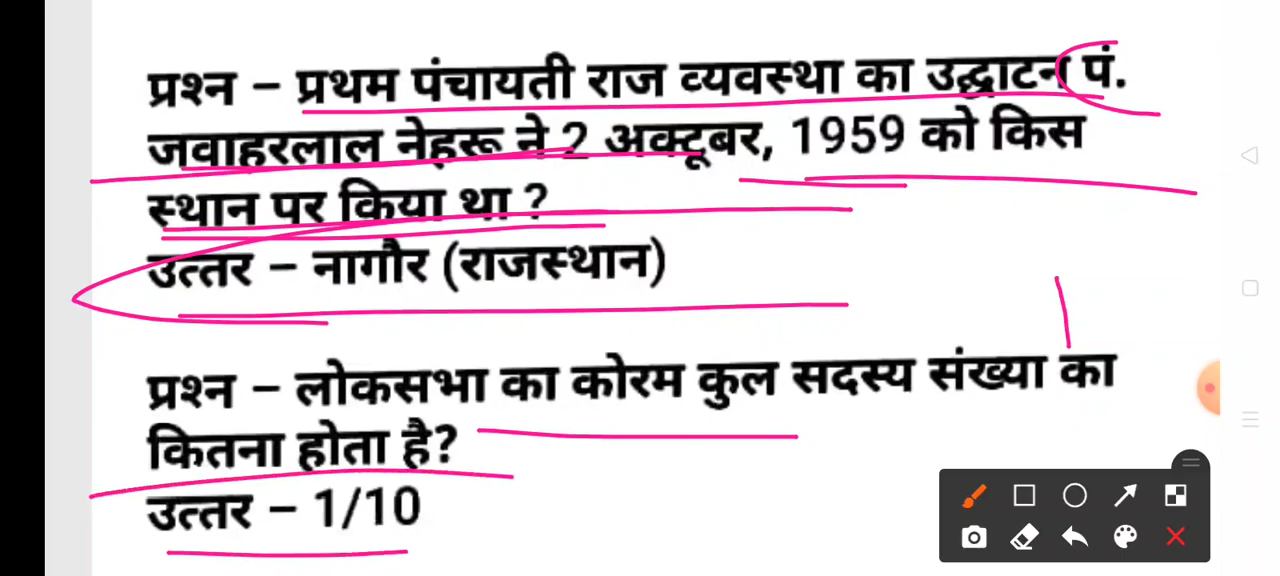 प्रश्न – प्रथम पंचायती राज व्यवस्था का उद्घाटन पं.
जवाहरलाल नेहरू ने 2 अक्टूबर, 1959 को किस
स्थान पर किया था ?
उत्तर – नागौर (राजस्थान)
प्रश्न – लोकसभा का कोरम कुल सदस्य संख्या का
कितना होता है?
उत्तर – 1/10